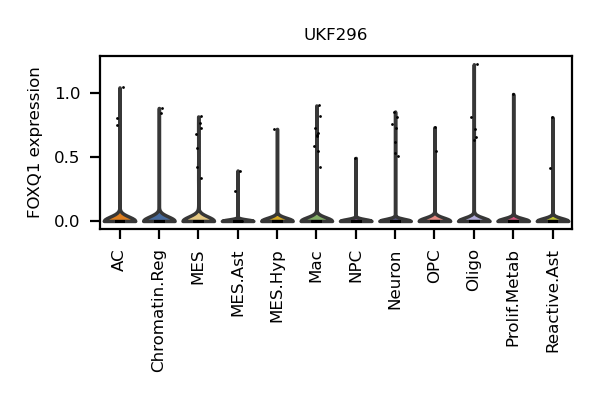 UKF296
FOXQ1 expression
1.0
0.5
0.0
AC
Chromatin.Reg
MES
MES.Ast
MES.Hyp
Mac
NPC
Neuron
OPC
Oligo
Prolif.Metab
Reactive.Ast